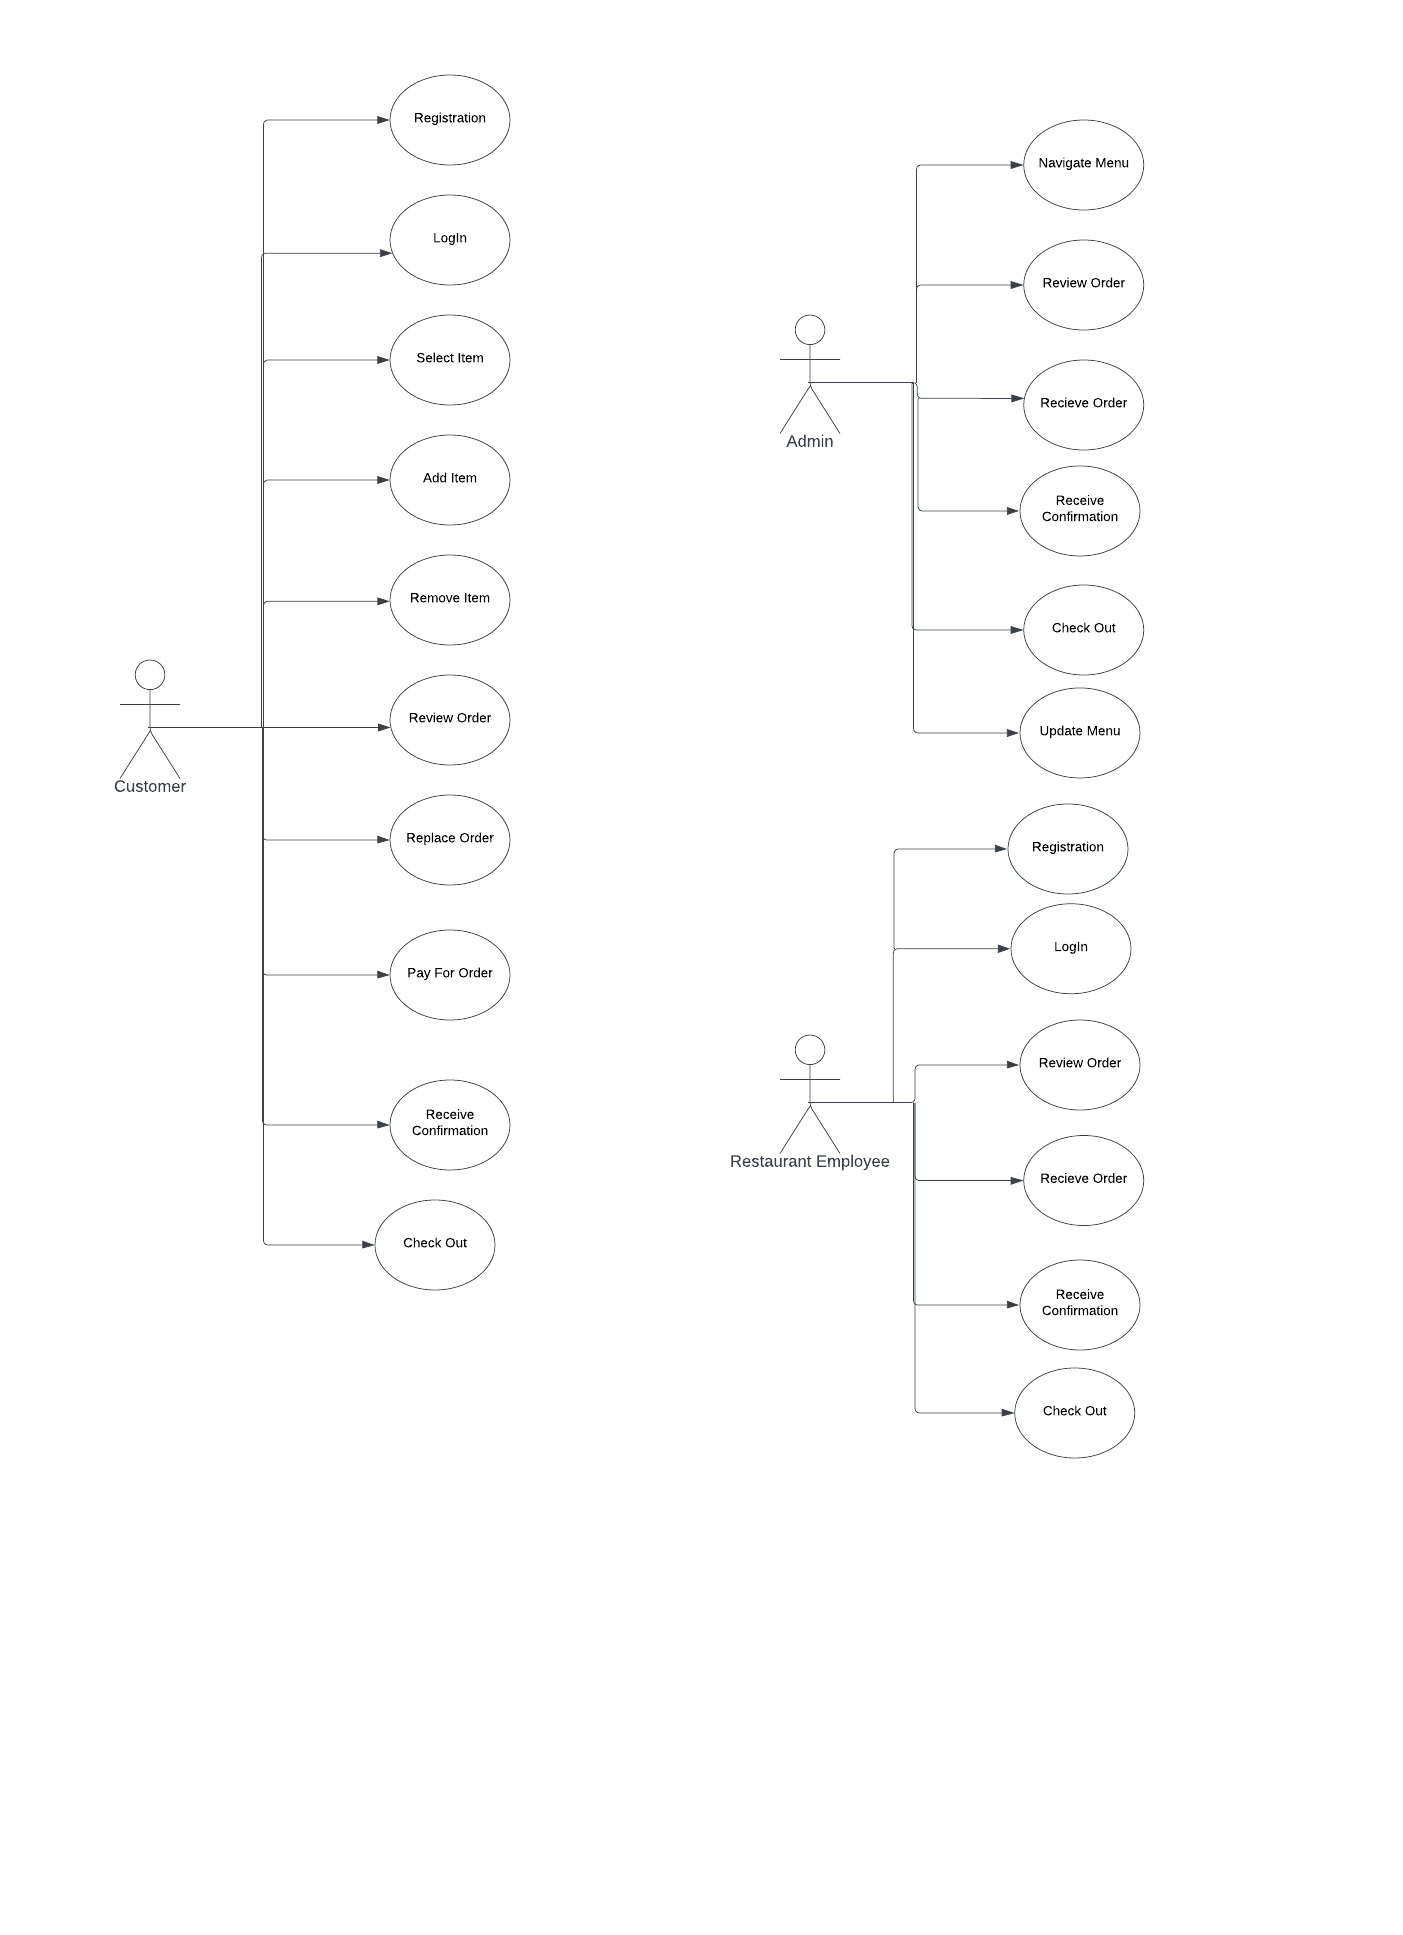 Registration
LogIn
Select Item
Add Item
Remove Item
Customer
Review Order
Replace Order
Pay For Order
Receive
Confirmation
Check Out
Navigate Menu
Review Order
Admin
Recieve Order
Receive
Confirmation
Check Out
Update Menu
Registration
LogIn
Restaurant Employee
Review Order
Recieve Order
Receive
Confirmation
Check Out